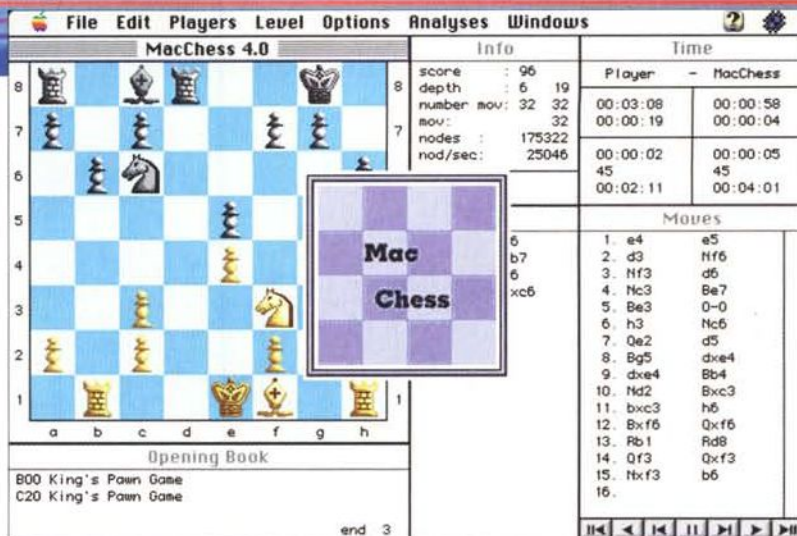 File Edit Players Level Options Analyses Windows
MacChess 4.0
8
8
7
7
6
5
4
3
2
1
1
a b c d e f g h
Mac
Chess
Opening Book
B00 King's Pawn Game
C20 King's Pawn Game
end 3
Info
score : 96
depth : 6 19
number mov: 32 32
mov: 32
nodes : 175322
nod/sec: 25046
6
b7
6
xc6
Time
Player - MacChess
00:03:08 00:00:58
00:00:19 00:00:04
00:00:02 00:00:05
45 45
00:02:11 00:04:01
Moves
1. e4 e5
2. d3 Nf6
3. Nf3 d6
4. Nc3 Be7
5. Be3 0-0
6. h3 Nc6
7. Qe2 d5
8. Bg5 dxe4
9. dxe4 Bb4
10. Nd2 Bxc3
11. bxc3 h6
12. Bxf6 Qxf6
13. Rb1 Rd8
14. Qf3 Qxf3
15. Nxf3 b6
16.